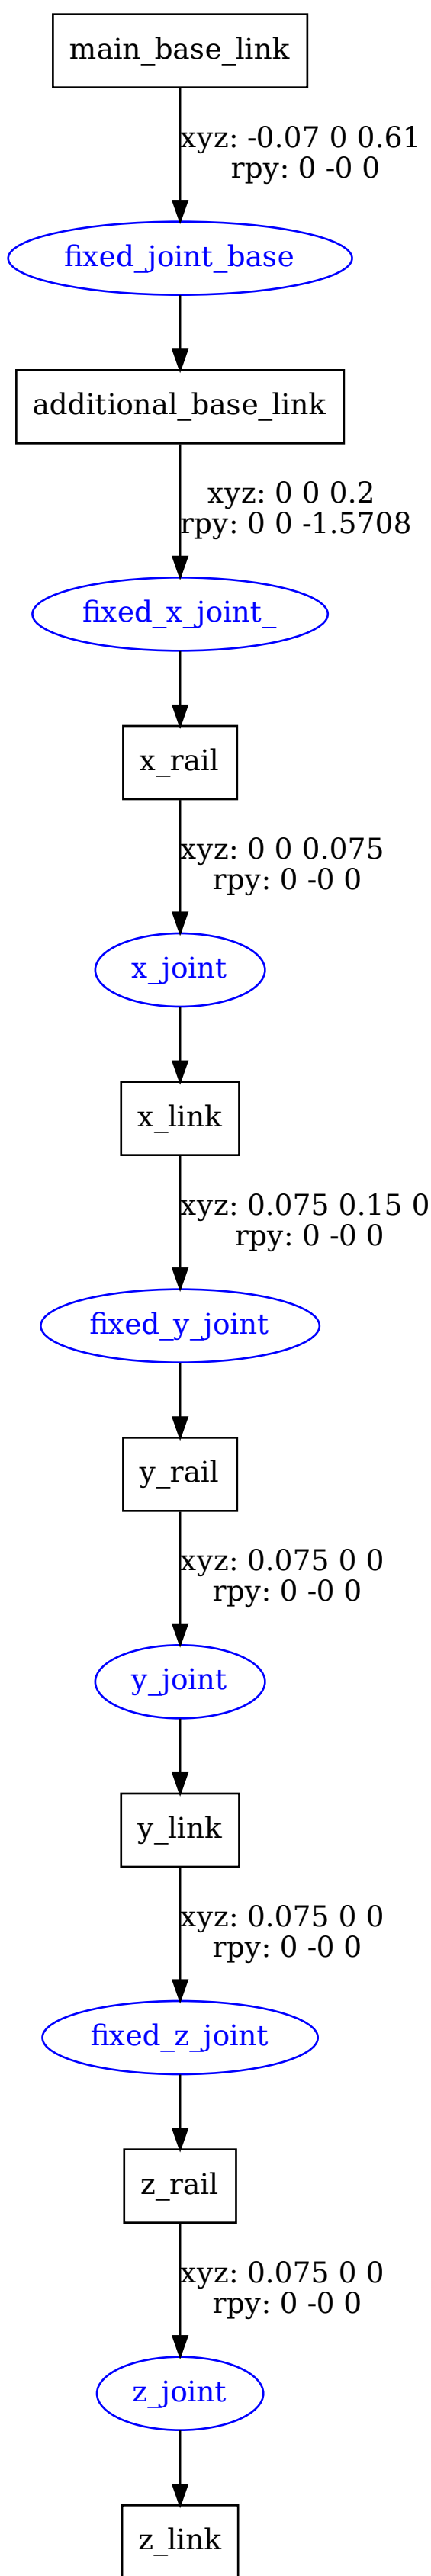 main_base_link
xyz: -0.07 0 0.61
rpy: 0 -0 0
fixed_joint_base
additional_base_link
xyz: 0 0 0.2
rpy: 0 0 -1.5708
fixed_x_joint_
x_rail
xyz: 0 0 0.075
rpy: 0 -0 0
x_joint
x_link
xyz: 0.075 0.15 0
rpy: 0 -0 0
fixed_y_joint
y_rail
xyz: 0.075 0 0
rpy: 0 -0 0
y_joint
y_link
xyz: 0.075 0 0
rpy: 0 -0 0
fixed_z_joint
z_rail
xyz: 0.075 0 0
rpy: 0 -0 0
z_joint
z_link